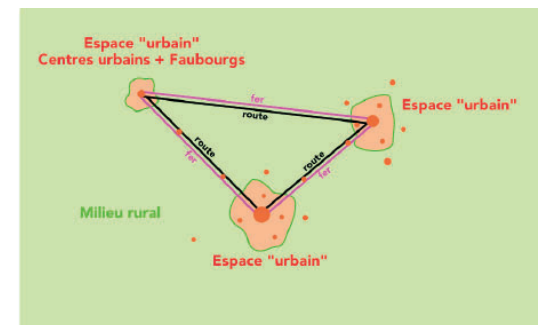 Espace "urbain"
Centres urbains + Faubourgs
fer
route
Espace "urbain"
route
fer
route
fer
Milieu rural
Espace "urbain"